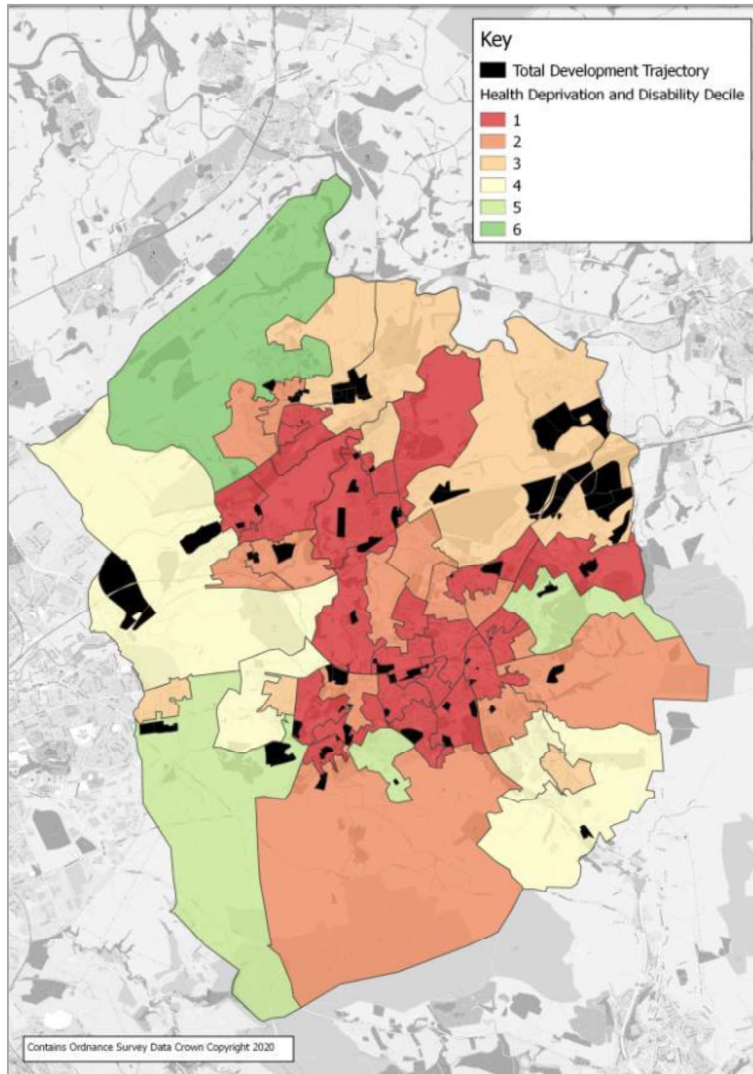 Key
Total Development Trajectory
Health Deprivation and Disability Decile
1
2
3
4
5
6
Contains Ordnance Survey Data Crown Copyright 2020